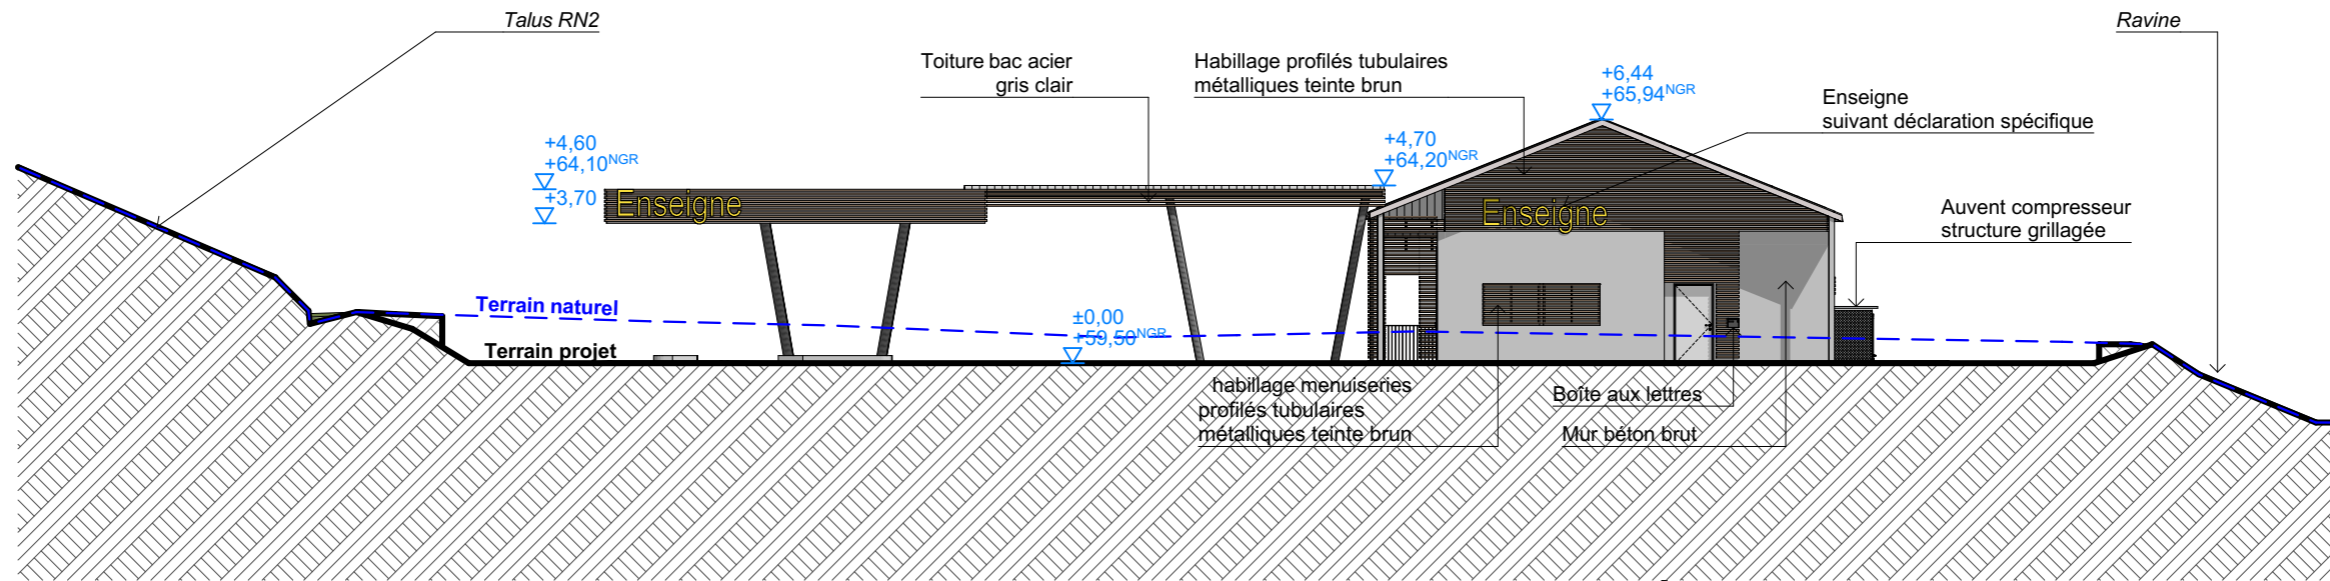 Talus RN2
Ravine
Toiture bac acier
gris clair
Habillage profilés tubulaires
métalliques teinte brun
+6,44
+65,94NGR
Enseigne
suivant déclaration spécifique
+4,60
+64,10NGR
+3,70
+4,70
+64,20NGR
Enseigne
Enseigne
Auvent compresseur
structure grillagée
Terrain naturel
±0,00
+59,50NGR
Terrain projet
habillage menuiseries
profilés tubulaires
métalliques teinte brun
Boîte aux lettres
Mur béton brut